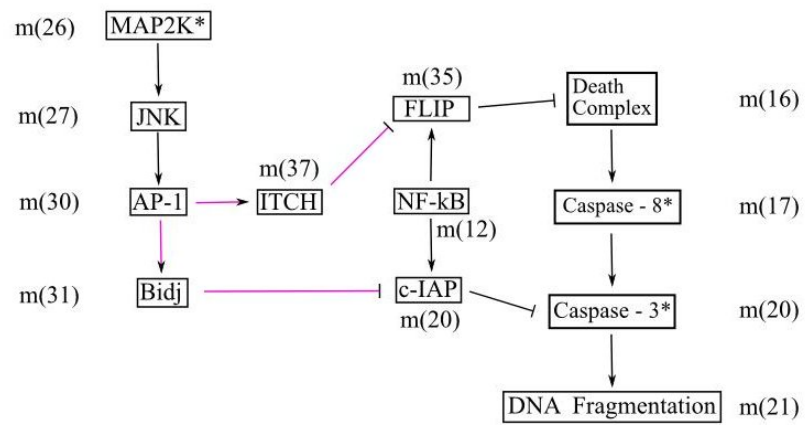 m(26)
MAP2K*
m(35)
FLIP
Death
Complex
m(16)
m(27)
JNK
m(37)
ITCH
m(30)
AP-1
NF-kB
m(12)
Caspase - 8*
m(17)
m(31)
Bidj
c-IAP
m(20)
Caspase - 3*
m(20)
DNA Fragmentation
m(21)